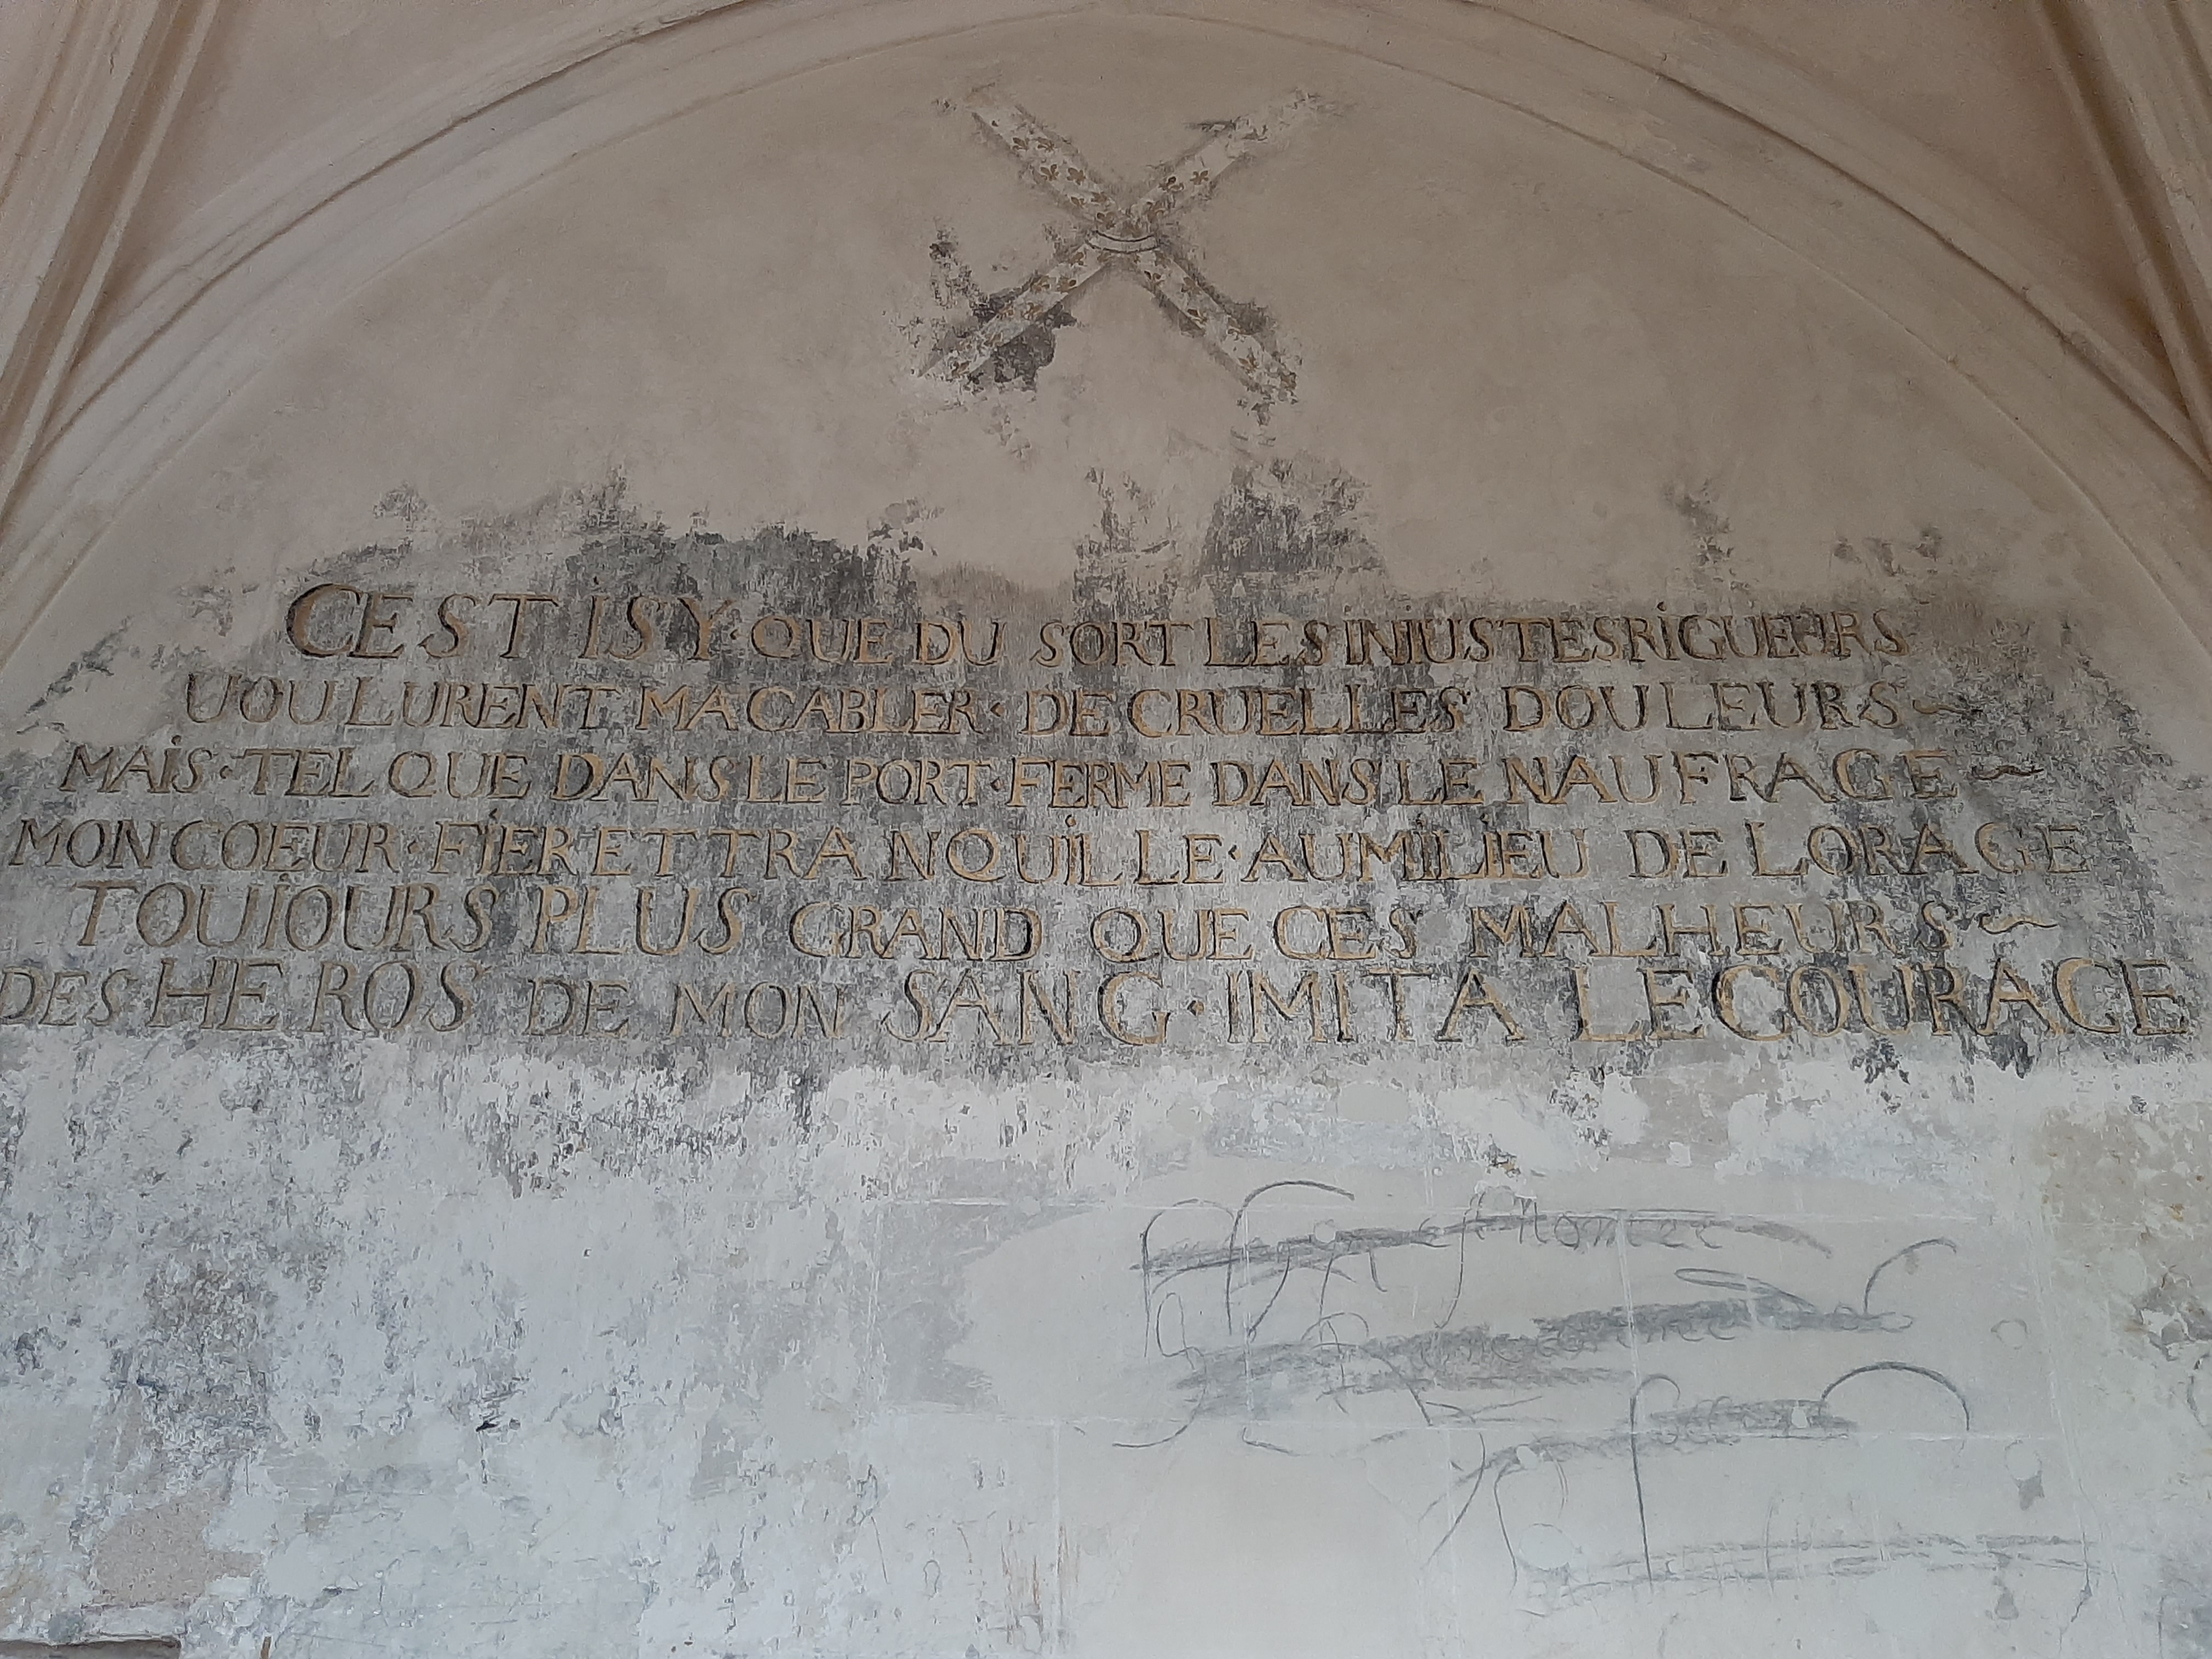 CEST ISY · QUE DU SORT LES INIUSTES RIGUEURS
UOULURENT MACABLER · DE CRUELLES DOULEURS ~
MAIS · TEL QUE DANS LE PORT · FERME DANS LE NAUFRAGE ~
MON COEUR · FIER ET TRANQUILLE · AU MILIEU DE LORAGE
TOUIOURS PLUS GRAND QUE CES MALHEURS ~
DES HEROS DE MON SANG · IMITA LE COURAGE